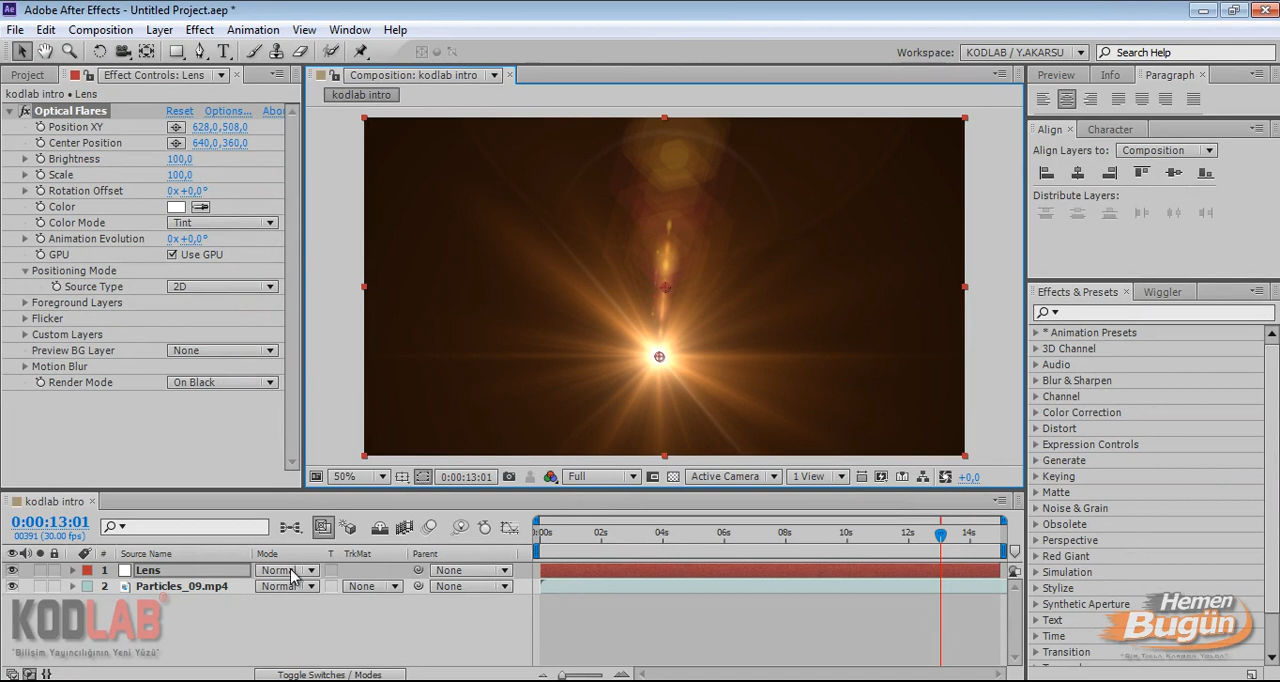 Adobe After Effects - Untitled Project.aep *
File Edit Composition Layer Effect Animation View Window Help
Workspace: KODLAB / Y.AKARSU Search Help
Project Effect Controls: Lens
kodlab intro • Lens
fx Optical Flares Reset Options... Abo
Position XY 628,0,508,0
Center Position 640,0,360,0
Brightness 100,0
Scale 100,0
Rotation Offset 0x+0,0°
Color
Color Mode Tint
Animation Evolution 0x+0,0°
GPU Use GPU
Positioning Mode
Source Type 2D
Foreground Layers
Flicker
Custom Layers
Preview BG Layer None
Motion Blur
Render Mode On Black
Composition: kodlab intro
kodlab intro
50% 0:00:13:01 Full Active Camera 1 View +0,0
Preview Info Paragraph
Align Character
Align Layers to: Composition
Distribute Layers:
Effects & Presets Wiggler
* Animation Presets
3D Channel
Audio
Blur & Sharpen
Channel
Color Correction
Distort
Expression Controls
Generate
Keying
Matte
Noise & Grain
Obsolete
Perspective
Red Giant
Simulation
Stylize
Synthetic Aperture
Text
Time
Transition
kodlab intro
0:00:13:01
00391 (30.00 fps)
:00s 02s 04s 06s 08s 10s 12s 14s
# Source Name Mode T TrkMat Parent
1 Lens Normal None
2 Particles_09.mp4 Normal None None
KODLAB
"Bilişim Yayıncılığının Yeni Yüzü"
Hemen
Bugün
Toggle Switches / Modes